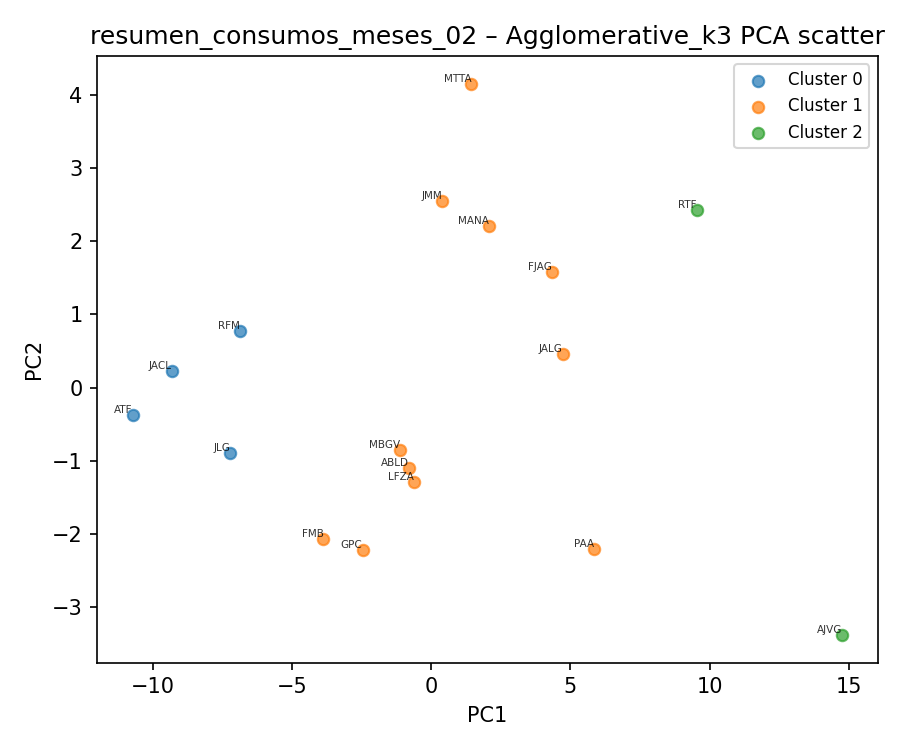 resumen_consumos_meses_02 – Agglomerative_k3 PCA scatter
Cluster 0
Cluster 1
Cluster 2
MTTA
JMM
MANA
RTF
FJAG
JALG
RFM
JACL
ATF
JLG
MBGV
ABLD
LFZA
FMB
GPC
PAA
AJVG
4
3
2
1
0
−1
−2
−3
PC2
−10
−5
0
5
10
15
PC1